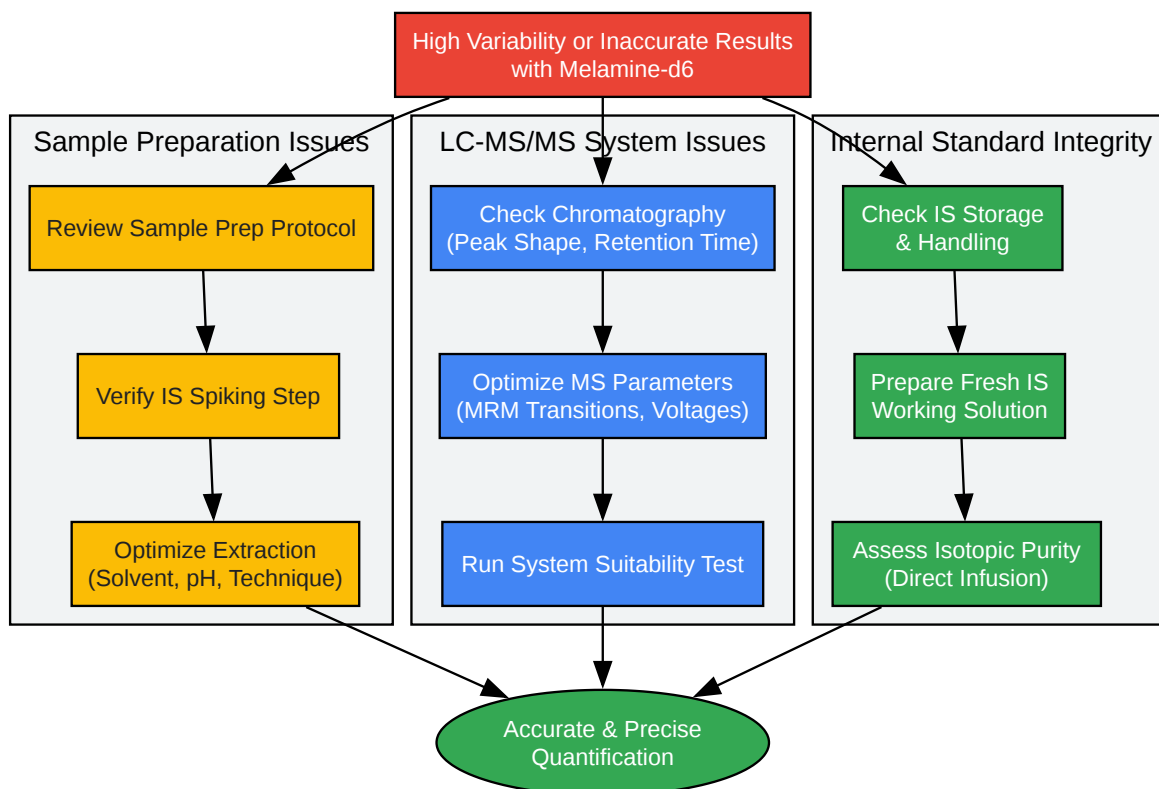 High Variability or Inaccurate Results
with Melamine-d6
Sample Preparation Issues
Review Sample Prep Protocol
Verify IS Spiking Step
Optimize Extraction
(Solvent, pH, Technique)
LC-MS/MS System Issues
Check Chromatography
(Peak Shape, Retention Time)
Optimize MS Parameters
(MRM Transitions, Voltages)
Run System Suitability Test
Internal Standard Integrity
Check IS Storage
& Handling
Prepare Fresh IS
Working Solution
Assess Isotopic Purity
(Direct Infusion)
Accurate & Precise
Quantification